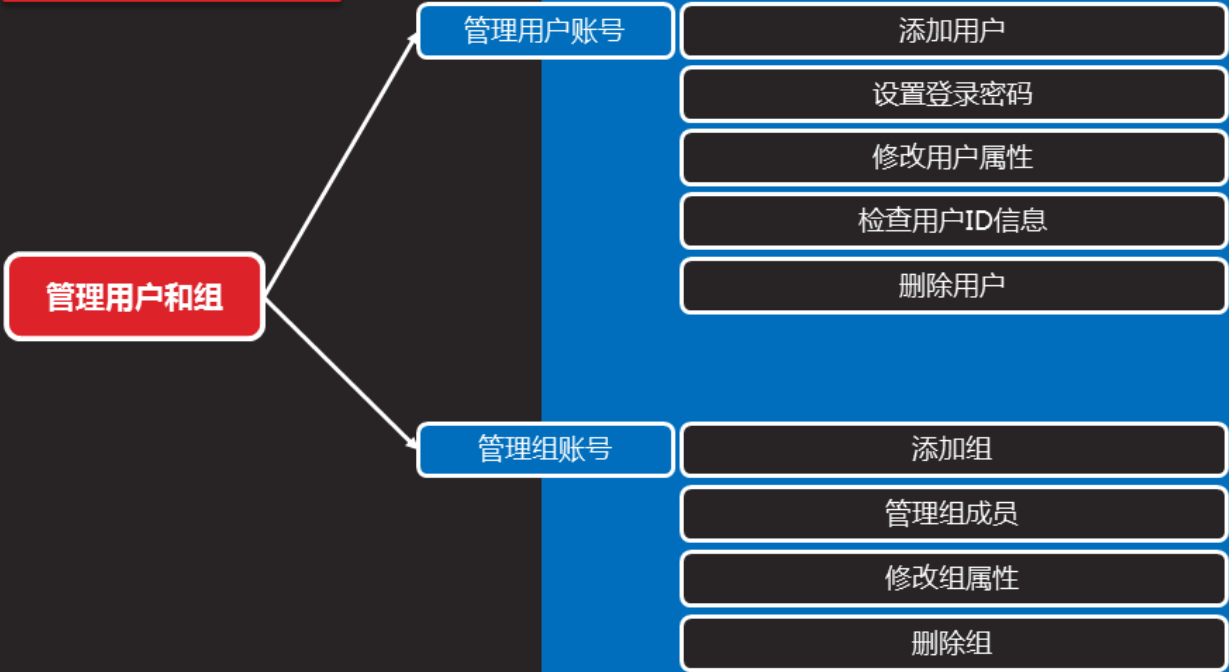 管理用户和组
管理用户账号
添加用户
设置登录密码
修改用户属性
检查用户ID信息
删除用户
管理组账号
添加组
管理组成员
修改组属性
删除组